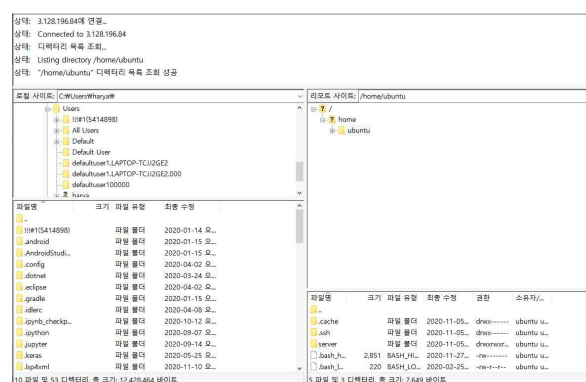 상태: 3.128.196.84에 연결...
상태: Connected to 3.128.196.84
상태: 디렉터리 목록 조회...
상태: Listing directory /home/ubuntu
상태: "/home/ubuntu" 디렉터리 목록 조회 성공
로컬 사이트: C:₩Users₩harya₩
Users
!!!#1(5414898)
All Users
Default
Default User
defaultuser1.LAPTOP-TCJJ2GE2
defaultuser1.LAPTOP-TCJJ2GE2.000
defaultuser100000
harya
파일명 크기 파일 유형 최종 수정
..
!!!#1(5414898) 파일 폴더 2020-01-14 오...
.android 파일 폴더 2020-01-15 오...
.AndroidStudi... 파일 폴더 2020-01-15 오...
.config 파일 폴더 2020-04-02 오...
.dotnet 파일 폴더 2020-03-24 오...
.eclipse 파일 폴더 2020-04-02 오...
.gradle 파일 폴더 2020-01-15 오...
.idlerc 파일 폴더 2020-04-08 오...
.ipynb_checkp... 파일 폴더 2020-10-12 오...
.ipython 파일 폴더 2020-09-07 오...
.jupyter 파일 폴더 2020-09-14 오...
.keras 파일 폴더 2020-05-25 오...
.lsp4xml 파일 폴더 2020-11-10 오...
10 파일 및 53 디렉터리. 총 크기: 12,428,464 바이트
리모트 사이트: /home/ubuntu
/
home
ubuntu
파일명 크기 파일 유형 최종 수정 권한 소유자/...
..
.cache 파일 폴더 2020-11-05... drwx------ ubuntu u...
.ssh 파일 폴더 2020-11-05... drwx------ ubuntu u...
server 파일 폴더 2020-11-05... drwxrwxr... ubuntu u...
.bash_h... 2,851 BASH_HI... 2020-11-27... -rw------- ubuntu u...
.bash_l... 220 BASH_LO... 2020-02-25... -rw-r--r-- ubuntu u...
5 파일 및 3 디렉터리. 총 크기: 7,649 바이트